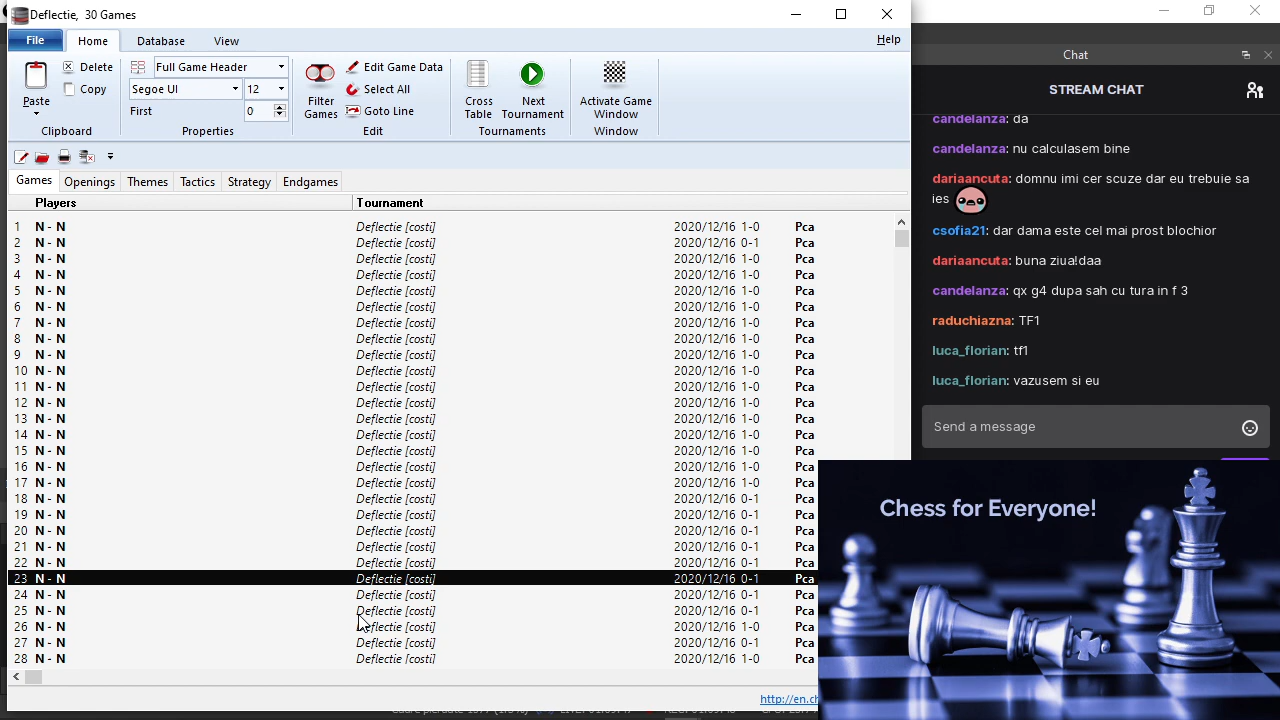 Deflectie, 30 Games
File Home Database View Help
Paste Delete Copy Clipboard
Full Game Header
Segoe UI 12
First 0
Properties
Filter Games
Edit Game Data
Select All
Goto Line
Edit
Cross Table
Next Tournament
Tournaments
Activate Game Window
Window
Games Openings Themes Tactics Strategy Endgames
Players Tournament
1 N - N Deflectie [costi] 2020/12/16 1-0 Pca
2 N - N Deflectie [costi] 2020/12/16 0-1 Pca
3 N - N Deflectie [costi] 2020/12/16 1-0 Pca
4 N - N Deflectie [costi] 2020/12/16 1-0 Pca
5 N - N Deflectie [costi] 2020/12/16 1-0 Pca
6 N - N Deflectie [costi] 2020/12/16 1-0 Pca
7 N - N Deflectie [costi] 2020/12/16 1-0 Pca
8 N - N Deflectie [costi] 2020/12/16 1-0 Pca
9 N - N Deflectie [costi] 2020/12/16 1-0 Pca
10 N - N Deflectie [costi] 2020/12/16 1-0 Pca
11 N - N Deflectie [costi] 2020/12/16 1-0 Pca
12 N - N Deflectie [costi] 2020/12/16 1-0 Pca
13 N - N Deflectie [costi] 2020/12/16 1-0 Pca
14 N - N Deflectie [costi] 2020/12/16 1-0 Pca
15 N - N Deflectie [costi] 2020/12/16 1-0 Pca
16 N - N Deflectie [costi] 2020/12/16 1-0 Pca
17 N - N Deflectie [costi] 2020/12/16 1-0 Pca
18 N - N Deflectie [costi] 2020/12/16 0-1 Pca
19 N - N Deflectie [costi] 2020/12/16 0-1 Pca
20 N - N Deflectie [costi] 2020/12/16 0-1 Pca
21 N - N Deflectie [costi] 2020/12/16 0-1 Pca
22 N - N Deflectie [costi] 2020/12/16 0-1 Pca
23 N - N Deflectie [costi] 2020/12/16 0-1 Pca
24 N - N Deflectie [costi] 2020/12/16 0-1 Pca
25 N - N Deflectie [costi] 2020/12/16 0-1 Pca
26 N - N Deflectie [costi] 2020/12/16 1-0 Pca
27 N - N Deflectie [costi] 2020/12/16 0-1 Pca
28 N - N Deflectie [costi] 2020/12/16 1-0 Pca
http://en.ch
Chat
STREAM CHAT
candelanza: da
candelanza: nu calculasem bine
dariaancuta: domnu imi cer scuze dar eu trebuie sa
ies
csofia21: dar dama este cel mai prost blochior
dariaancuta: buna ziua!daa
candelanza: qx g4 dupa sah cu tura in f 3
raduchiazna: TF1
luca_florian: tf1
luca_florian: vazusem si eu
Send a message
Chess for Everyone!